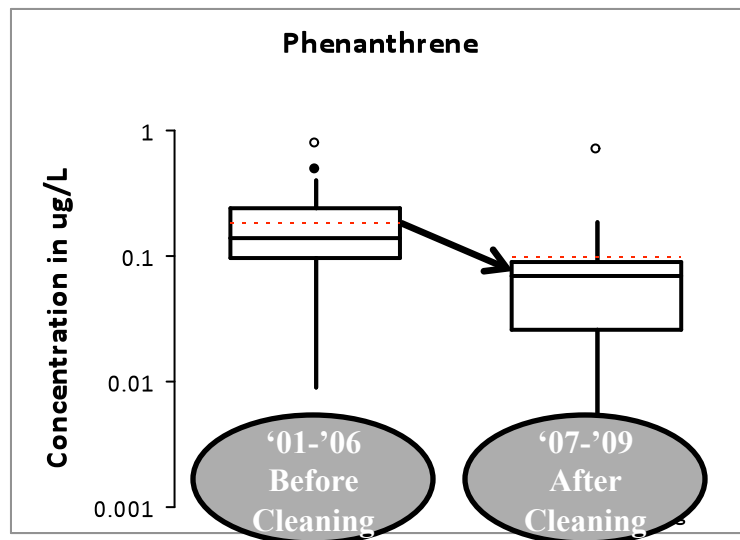 Phenanthrene
Concentration in ug/L
1
0.1
0.01
0.001
‘01-’06
Before
Cleaning
‘07-’09
After
Cleaning